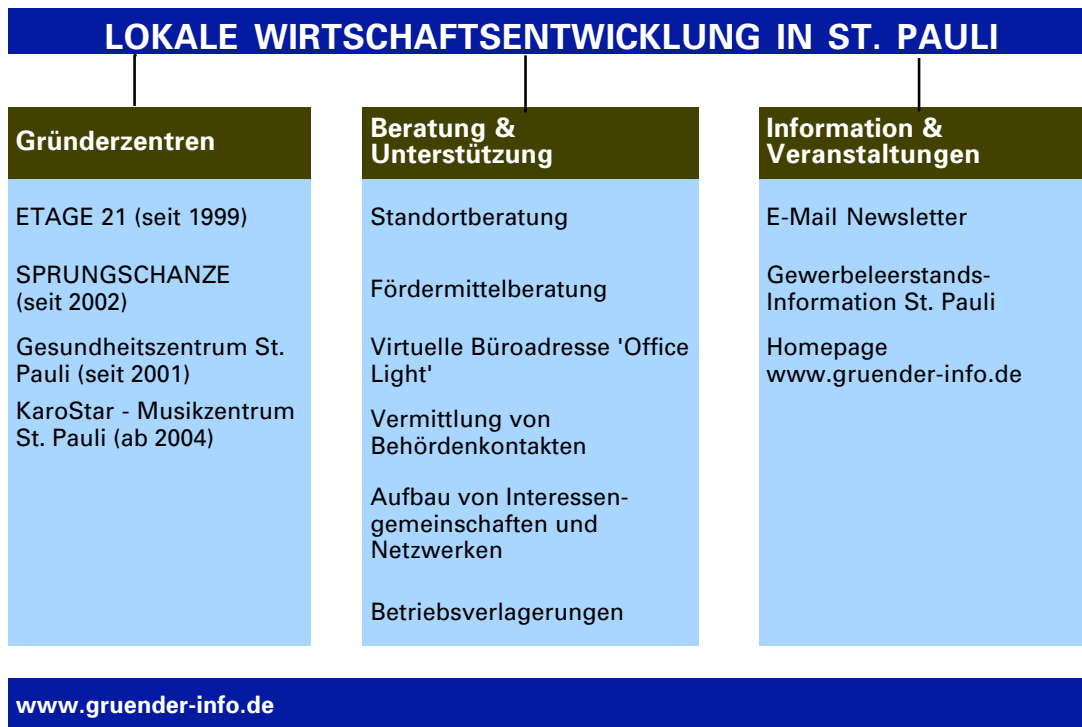 LOKALE WIRTSCHAFTSENTWICKLUNG IN ST. PAULI
Gründerzentren
ETAGE 21 (seit 1999)
SPRUNGSCHANZE
(seit 2002)
Gesundheitszentrum St.
Pauli (seit 2001)
KaroStar - Musikzentrum
St. Pauli (ab 2004)
Beratung &
Unterstützung
Standortberatung
Fördermittelberatung
Virtuelle Büroadresse 'Office
Light'
Vermittlung von
Behördenkontakten
Aufbau von Interessen-
gemeinschaften und
Netzwerken
Betriebsverlagerungen
Information &
Veranstaltungen
E-Mail Newsletter
Gewerbeleerstands-
Information St. Pauli
Homepage
www.gruender-info.de
www.gruender-info.de